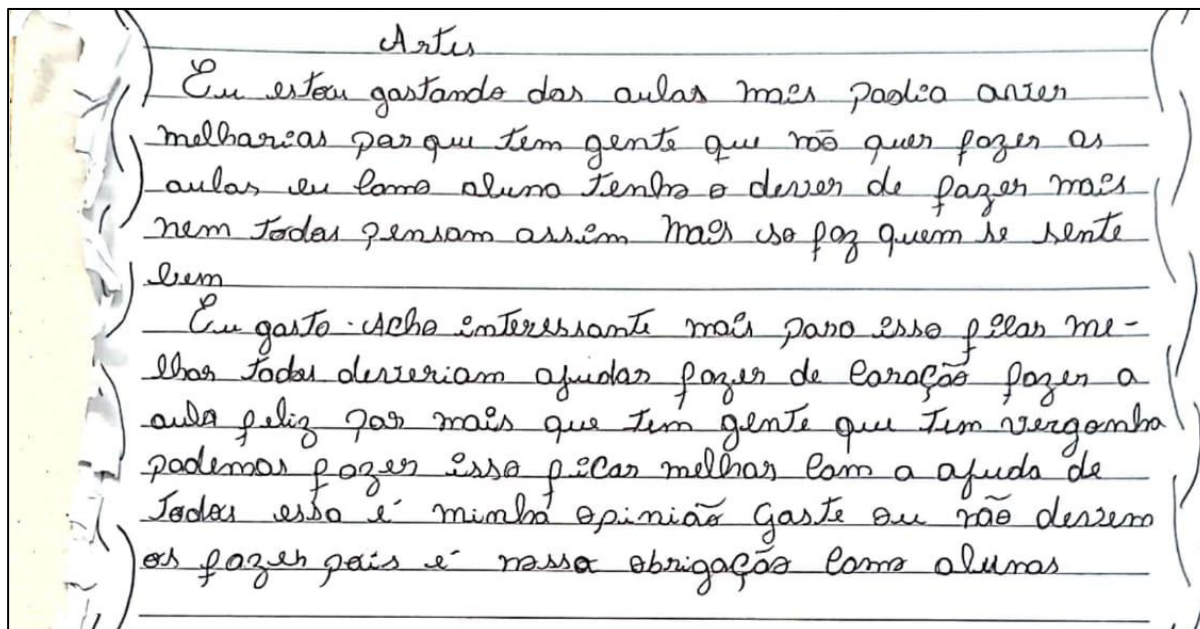 Artes
Eu estou gostando das aulas mais podia aver
melhorias por que tem gente que não quer fazer as
aulas eu como aluno tenho o dever de fazer mais
nem todos pensam assim mais so faz quem se sente
bem
Eu gosto. Acho interessante mais para isso ficar me-
lhor todos deveriam ajudar fazer de coração fazer a
aula feliz por mais que tem gente que tem vergonha
podemos fazer isso ficar melhor com a ajuda de
todos essa é minha opinião goste ou não devem
os fazer pois é nossa obrigação como alunos